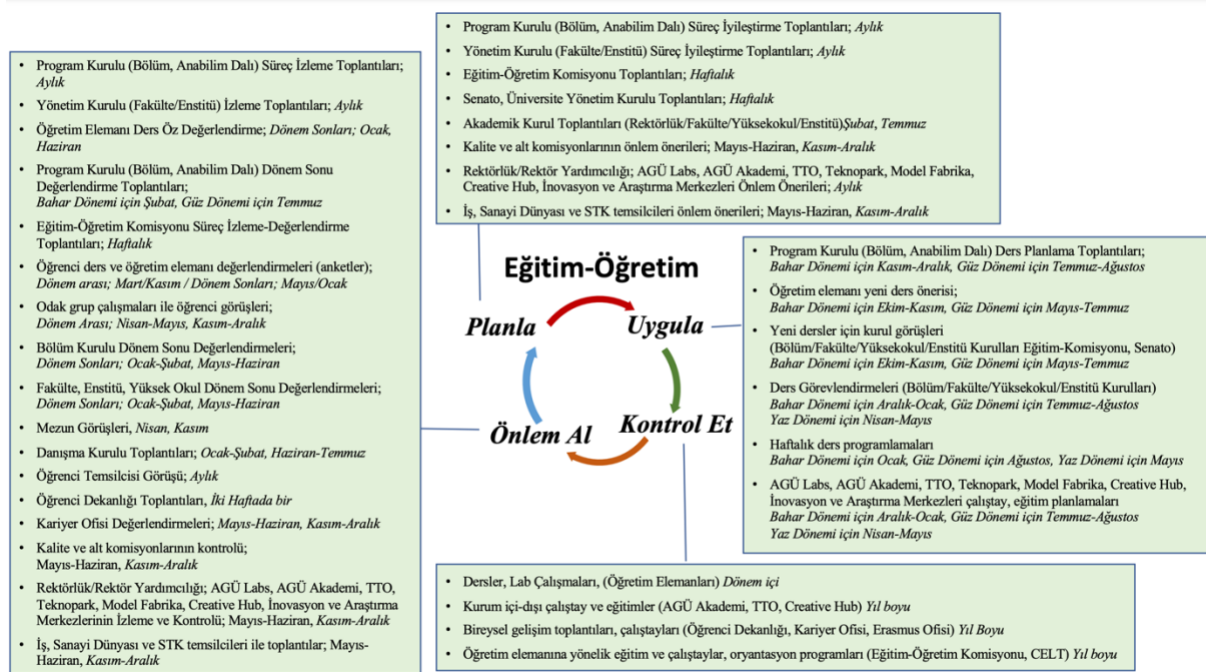 • Program Kurulu (Bölüm, Anabilim Dalı) Süreç İyileştirme Toplantıları; Aylık
• Yönetim Kurulu (Fakülte/Enstitü) Süreç İyileştirme Toplantıları; Aylık
• Eğitim-Öğretim Komisyonu Toplantıları; Haftalık
• Senato, Üniversite Yönetim Kurulu Toplantıları; Haftalık
• Akademik Kurul Toplantıları (Rektörlük/Fakülte/Yüksekokul/Enstitü)Şubat, Temmuz
• Kalite ve alt komisyonlarının önlem önerileri; Mayıs-Haziran, Kasım-Aralık
• Rektörlük/Rektör Yardımcılığı; AGÜ Labs, AGÜ Akademi, TTO, Teknopark, Model Fabrika,
Creative Hub, İnovasyon ve Araştırma Merkezleri Önlem Önerileri; Aylık
• İş, Sanayi Dünyası ve STK temsilcileri önlem önerileri; Mayıs-Haziran, Kasım-Aralık
• Program Kurulu (Bölüm, Anabilim Dalı) Süreç İzleme Toplantıları;
Aylık
• Yönetim Kurulu (Fakülte/Enstitü) İzleme Toplantıları; Aylık
• Öğretim Elemanı Ders Öz Değerlendirme; Dönem Sonları; Ocak,
Haziran
• Program Kurulu (Bölüm, Anabilim Dalı) Dönem Sonu
Değerlendirme Toplantıları;
Bahar Dönemi için Şubat, Güz Dönemi için Temmuz
• Eğitim-Öğretim Komisyonu Süreç İzleme-Değerlendirme
Toplantıları; Haftalık
• Öğrenci ders ve öğretim elemanı değerlendirmeleri (anketler);
Dönem arası; Mart/Kasım / Dönem Sonları; Mayıs/Ocak
• Odak grup çalışmaları ile öğrenci görüşleri;
Dönem Arası; Nisan-Mayıs, Kasım-Aralık
• Bölüm Kurulu Dönem Sonu Değerlendirmeleri;
Dönem Sonları; Ocak-Şubat, Mayıs-Haziran
• Fakülte, Enstitü, Yüksek Okul Dönem Sonu Değerlendirmeleri;
Dönem Sonları; Ocak-Şubat, Mayıs-Haziran
• Mezun Görüşleri, Nisan, Kasım
• Danışma Kurulu Toplantıları; Ocak-Şubat, Haziran-Temmuz
• Öğrenci Temsilcisi Görüşü; Aylık
• Öğrenci Dekanlığı Toplantıları, İki Haftada bir
• Kariyer Ofisi Değerlendirmeleri; Mayıs-Haziran, Kasım-Aralık
• Kalite ve alt komisyonlarının kontrolü;
Mayıs-Haziran, Kasım-Aralık
• Rektörlük/Rektör Yardımcılığı; AGÜ Labs, AGÜ Akademi, TTO,
Teknopark, Model Fabrika, Creative Hub, İnovasyon ve Araştırma
Merkezlerinin İzleme ve Kontrolü; Mayıs-Haziran, Kasım-Aralık
• İş, Sanayi Dünyası ve STK temsilcileri ile toplantılar; Mayıs-
Haziran, Kasım-Aralık
Eğitim-Öğretim
Planla
Uygula
Kontrol Et
Önlem Al
• Program Kurulu (Bölüm, Anabilim Dalı) Ders Planlama Toplantıları;
Bahar Dönemi için Kasım-Aralık, Güz Dönemi için Temmuz-Ağustos
• Öğretim elemanı yeni ders önerisi;
Bahar Dönemi için Ekim-Kasım, Güz Dönemi için Mayıs-Temmuz
• Yeni dersler için kurul görüşleri
(Bölüm/Fakülte/Yüksekokul/Enstitü Kurulları Eğitim-Komisyonu, Senato)
Bahar Dönemi için Ekim-Kasım, Güz Dönemi için Mayıs-Temmuz
• Ders Görevlendirmeleri (Bölüm/Fakülte/Yüksekokul/Enstitü Kurulları)
Bahar Dönemi için Aralık-Ocak, Güz Dönemi için Temmuz-Ağustos
Yaz Dönemi için Nisan-Mayıs
• Haftalık ders programlamaları
Bahar Dönemi için Ocak, Güz Dönemi için Ağustos, Yaz Dönemi için Mayıs
• AGÜ Labs, AGÜ Akademi, TTO, Teknopark, Model Fabrika, Creative Hub,
İnovasyon ve Araştırma Merkezleri çalıştay, eğitim planlamaları
Bahar Dönemi için Aralık-Ocak, Güz Dönemi için Temmuz-Ağustos
Yaz Dönemi için Nisan-Mayıs
• Dersler, Lab Çalışmaları, (Öğretim Elemanları) Dönem içi
• Kurum içi-dışı çalıştay ve eğitimler (AGÜ Akademi, TTO, Creative Hub) Yıl boyu
• Bireysel gelişim toplantıları, çalıştayları (Öğrenci Dekanlığı, Kariyer Ofisi, Erasmus Ofisi) Yıl Boyu
• Öğretim elemanına yönelik eğitim ve çalıştaylar, oryantasyon programları (Eğitim-Öğretim Komisyonu, CELT) Yıl boyu